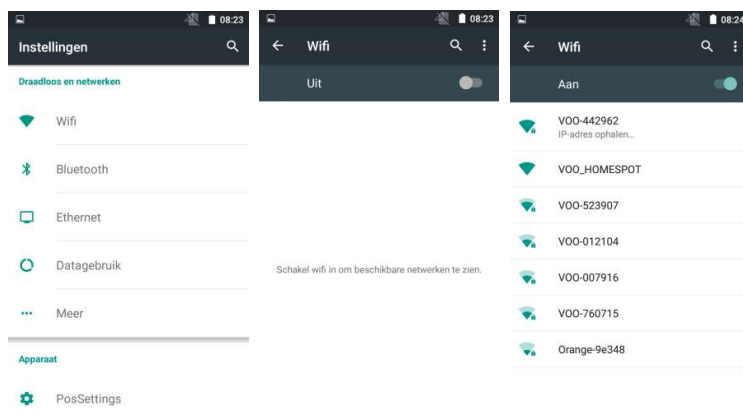 08:23
Instellingen
Draadloos en netwerken
Wifi
Bluetooth
Ethernet
Datagebruik
Meer
Apparaat
PosSettings
08:23
Wifi
Uit
Schakel wifi in om beschikbare netwerken te zien.
08:24
Wifi
Aan
VOO-442962
IP-adres ophalen...
VOO_HOMESPOT
VOO-523907
VOO-012104
VOO-007916
VOO-760715
Orange-9e348